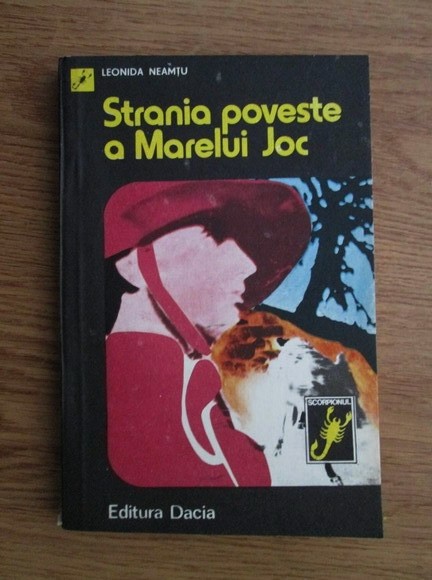 LEONIDA NEAMȚU
Strania poveste
a Marelui Joc
SCORPIONUL
Editura Dacia